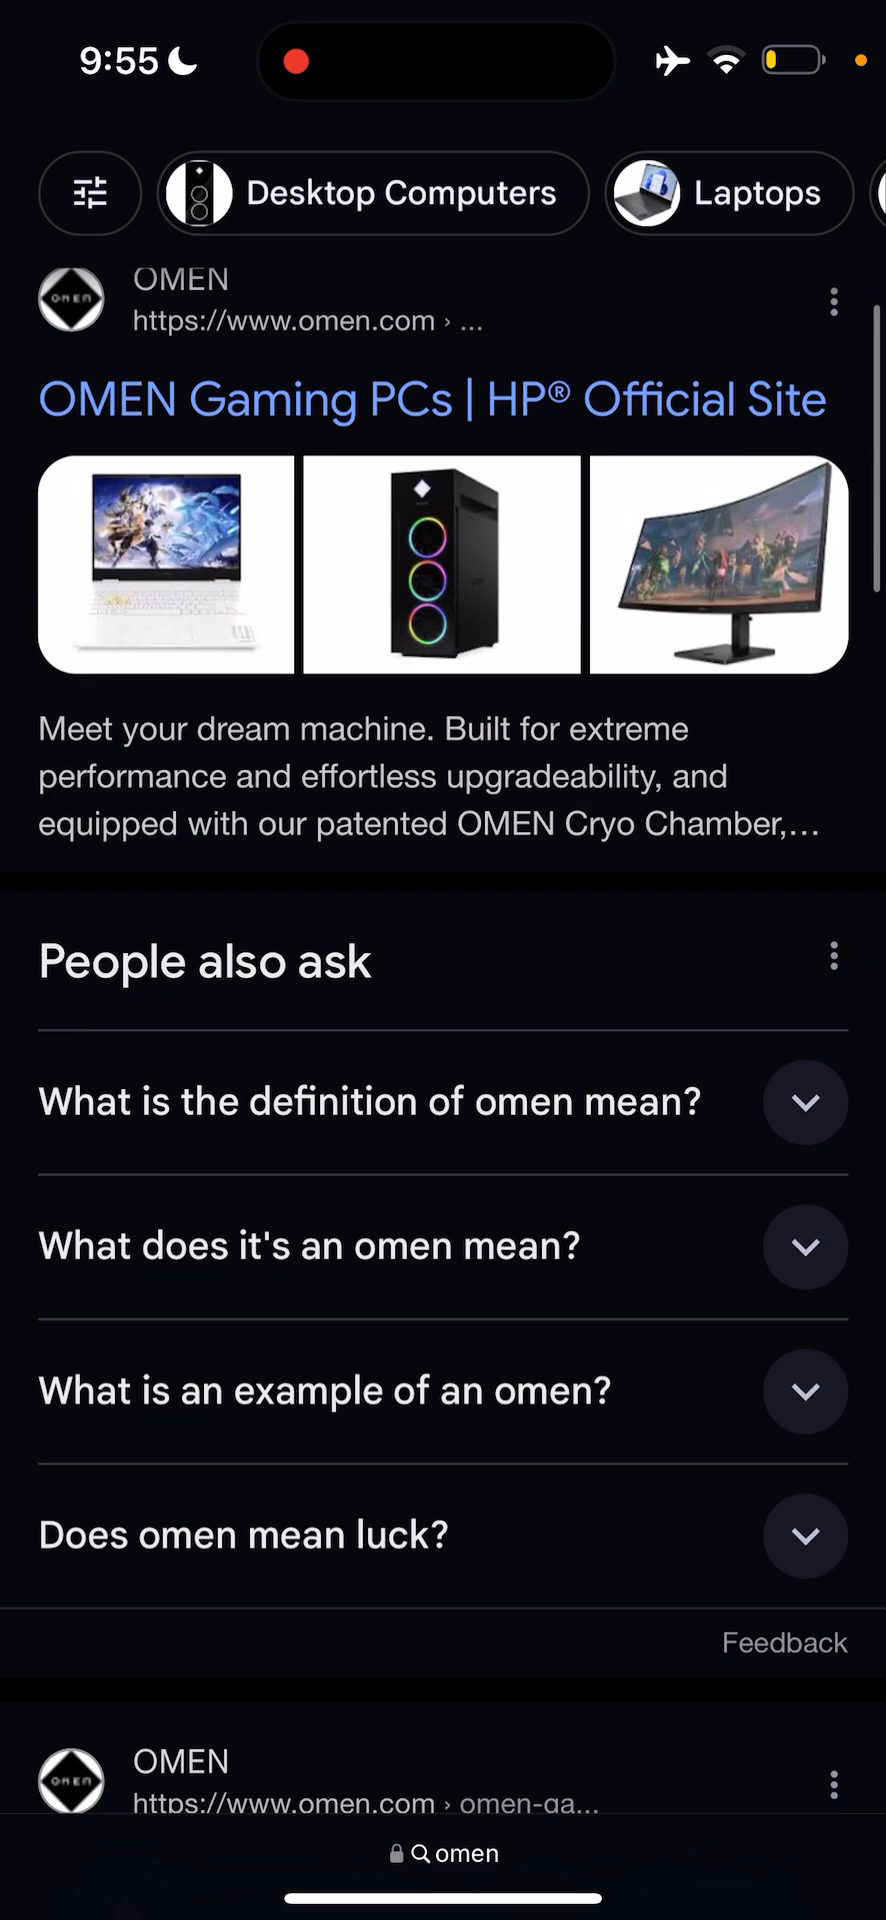 9:55
Desktop Computers
Laptops
OMEN
OMEN
https://www.omen.com › ...
OMEN Gaming PCs | HP® Official Site
Meet your dream machine. Built for extreme
performance and effortless upgradeability, and
equipped with our patented OMEN Cryo Chamber,...
People also ask
What is the definition of omen mean?
What does it's an omen mean?
What is an example of an omen?
Does omen mean luck?
Feedback
OMEN
OMEN
https://www.omen.com › omen-ga...
omen